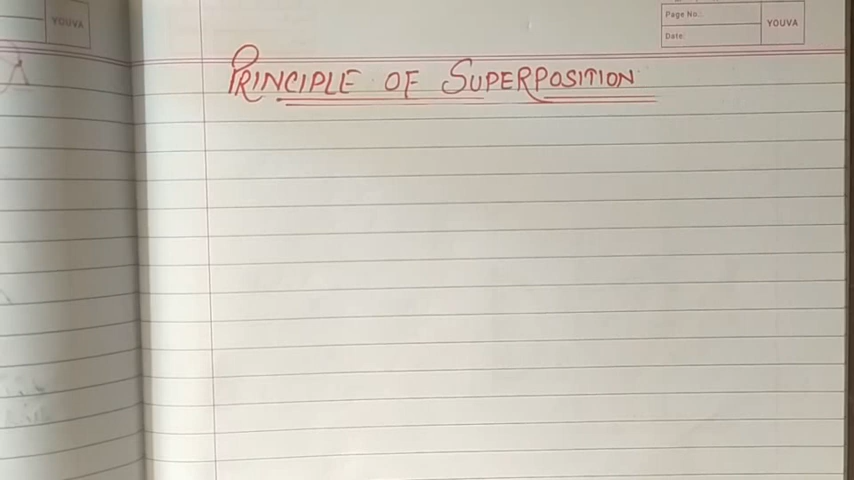 YOUVA
Page No.:
YOUVA
Date:
PRINCIPLE OF SUPERPOSITION